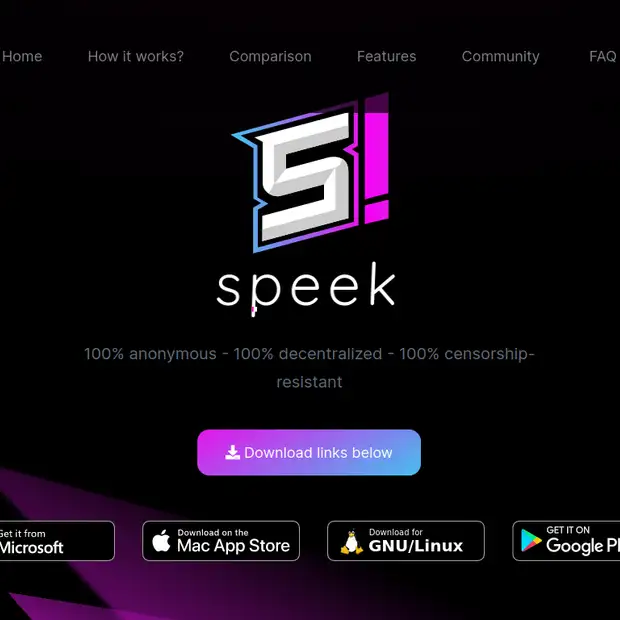 Home How it works? Comparison Features Community FAQ
S!
speek
100% anonymous - 100% decentralized - 100% censorship-
resistant
Download links below
Get it from
Microsoft
Download on the
Mac App Store
Download for
GNU/Linux
GET IT ON
Google Pl